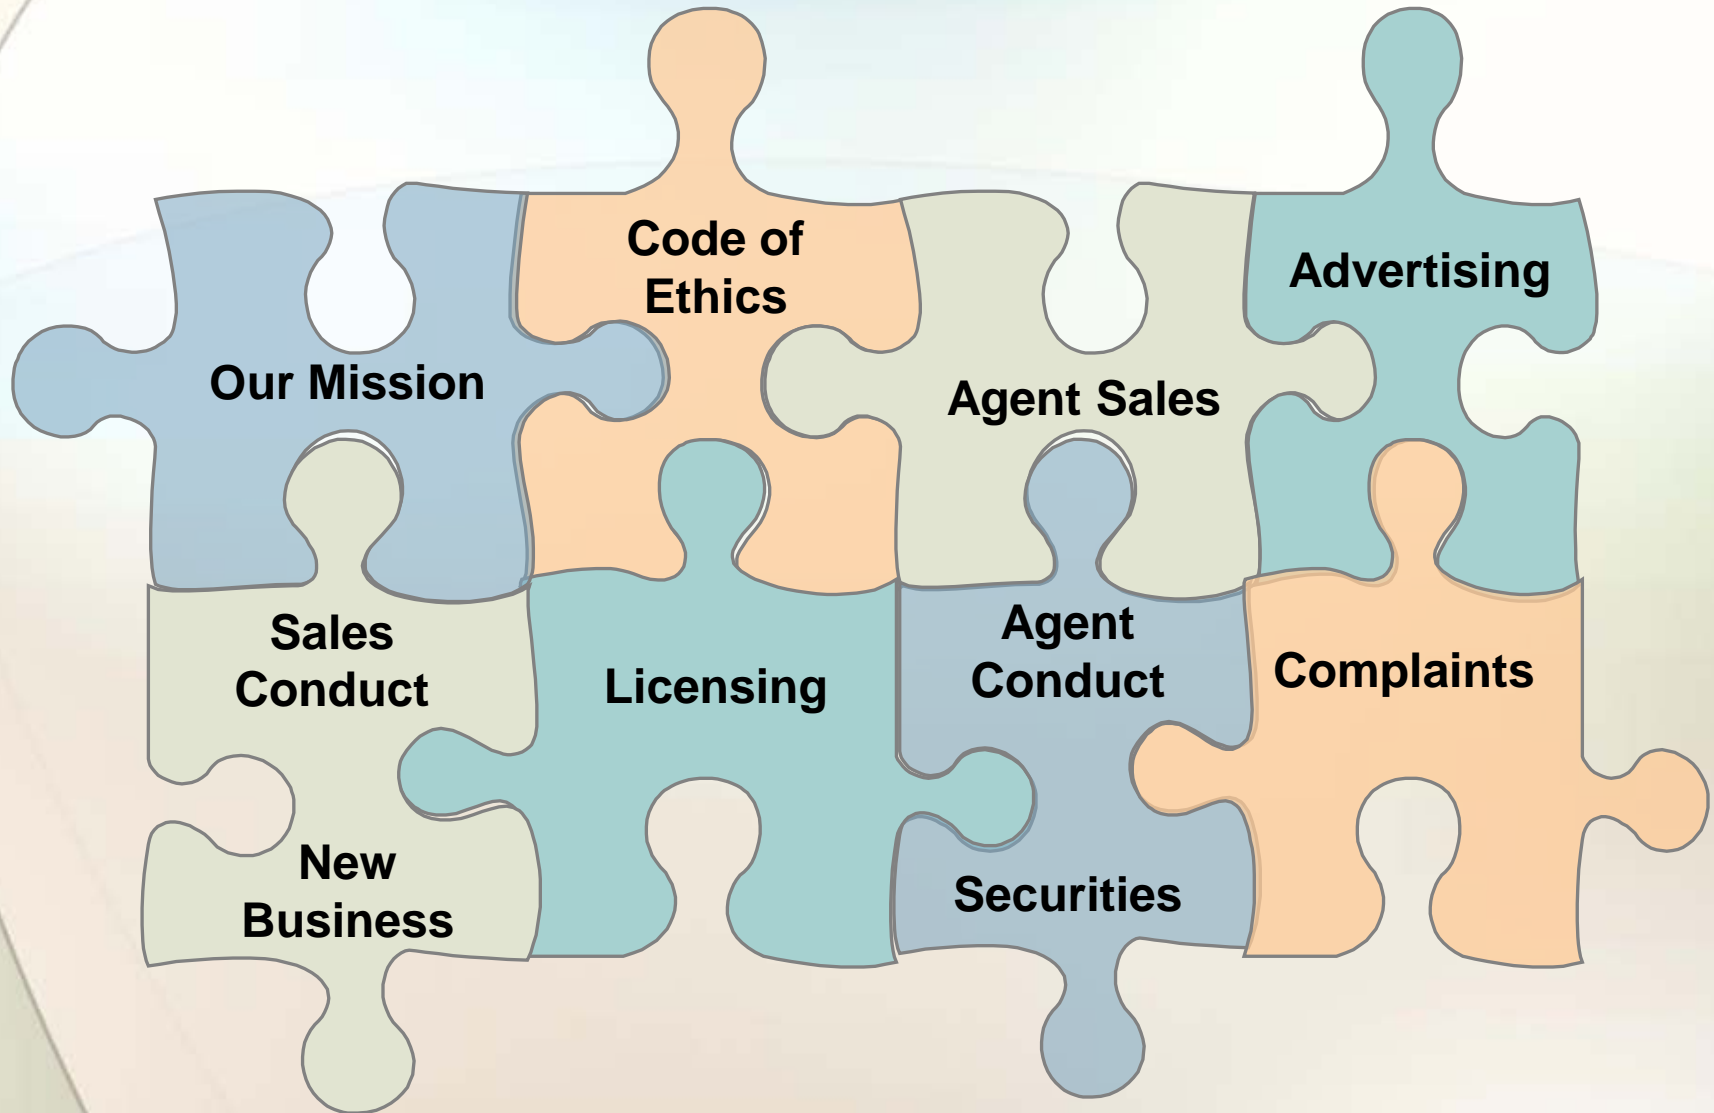 Our Mission
Code of
Ethics
Agent Sales
Advertising
Sales
Conduct
New
Business
Licensing
Agent
Conduct
Securities
Complaints